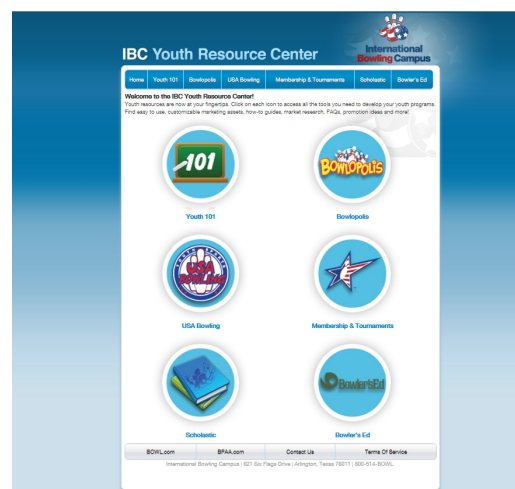 IBC Youth Resource Center
International
Bowling Campus
Home Youth 101 Bowlopolis USA Bowling Membership & Tournaments Scholastic Bowler's Ed
Welcome to the IBC Youth Resource Center!
Youth resources are now at your fingertips. Click on each icon to access all the tools you need to develop your youth programs.
Find easy to use, customizable marketing assets, how-to guides, market research, FAQs, promotion ideas and more!
101
BOWLOPOLIS
Youth 101
Bowlopolis
USA
BOWLING
USA Bowling
Membership & Tournaments
Bowler'sEd
Scholastic
Bowler's Ed
BOWL.com BPAA.com Contact Us Terms Of Service
International Bowling Campus | 621 Six Flags Drive | Arlington, Texas 76011 | 800-514-BOWL